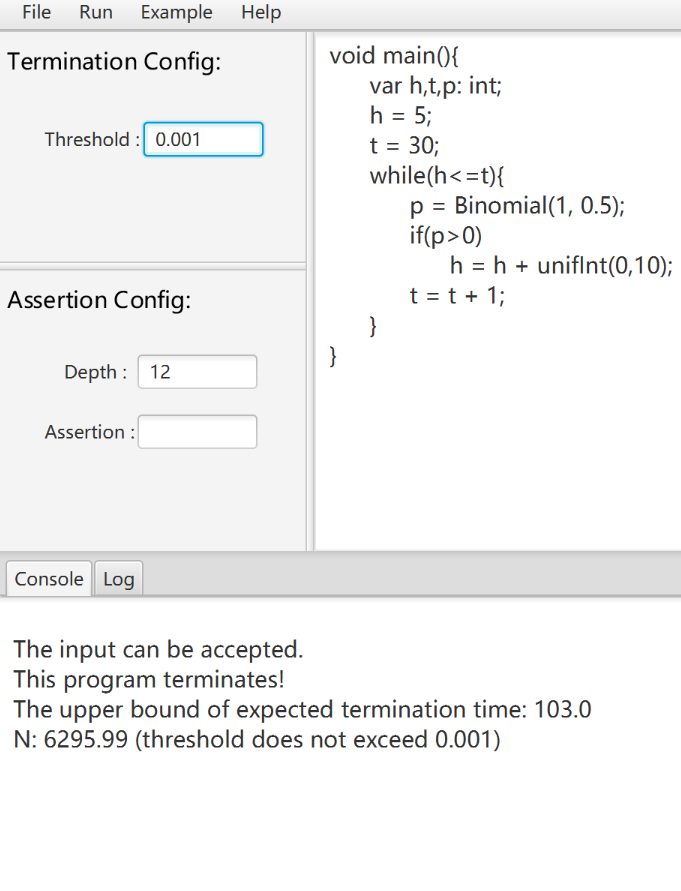 File Run Example Help
Termination Config:
Threshold : 0.001
Assertion Config:
Depth : 12
Assertion :
void main(){
var h,t,p: int;
h = 5;
t = 30;
while(h<=t){
p = Binomial(1, 0.5);
if(p>0)
h = h + unifInt(0,10);
t = t + 1;
}
}
Console Log
The input can be accepted.
This program terminates!
The upper bound of expected termination time: 103.0
N: 6295.99 (threshold does not exceed 0.001)